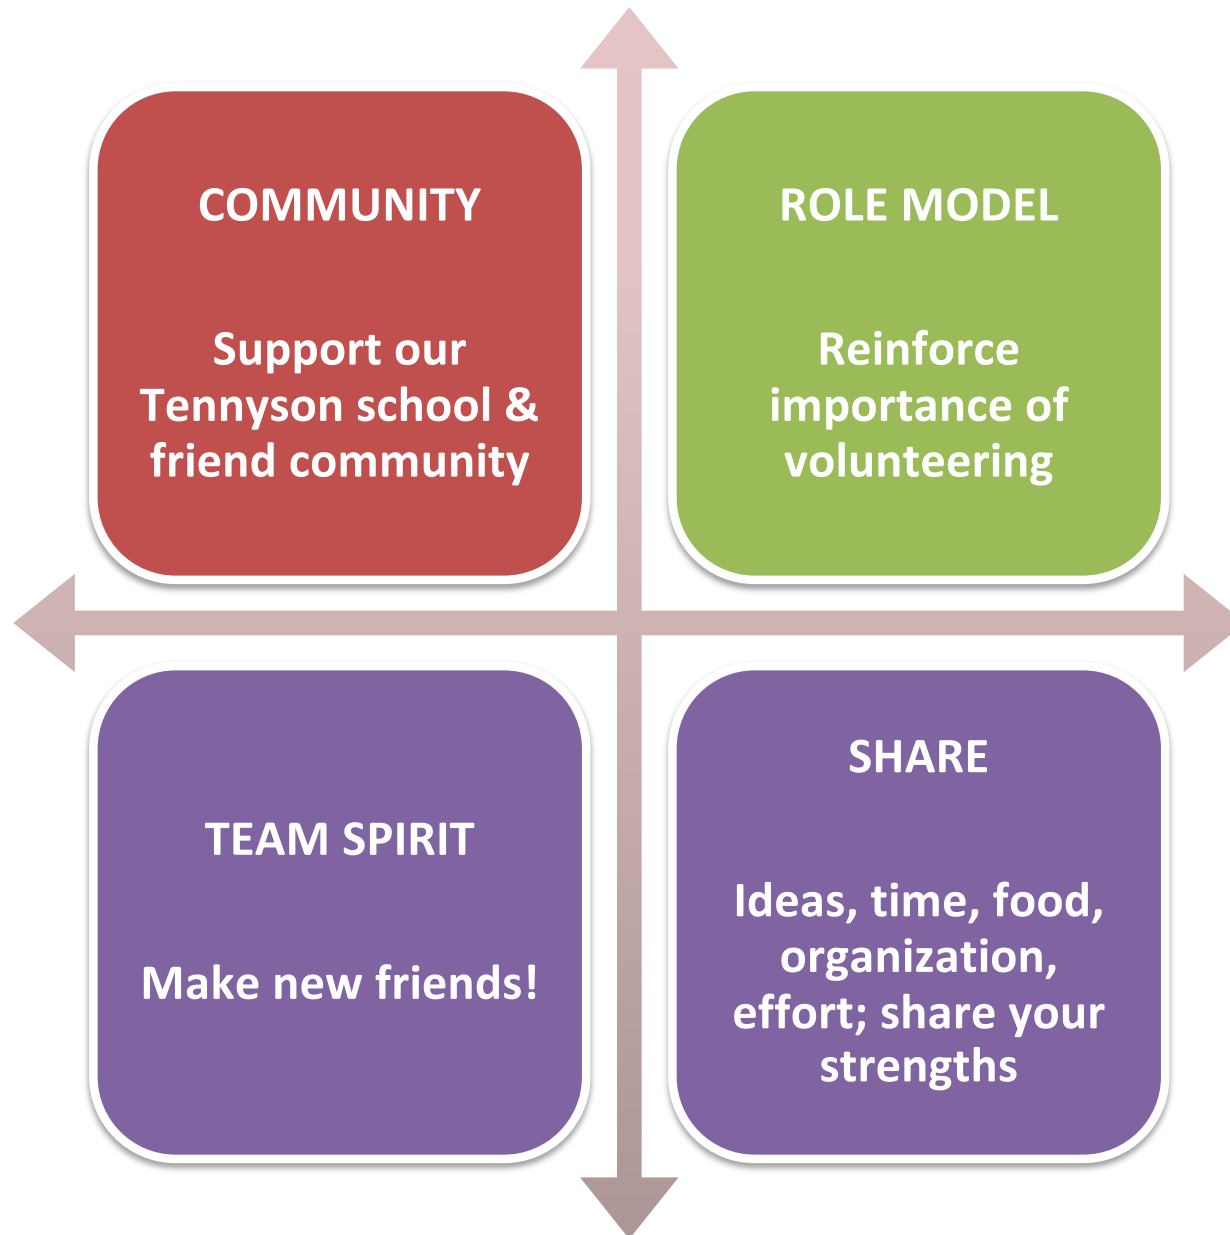 COMMUNITY
Support our
Tennyson school &
friend community
ROLE MODEL
Reinforce
importance of
volunteering
TEAM SPIRIT
Make new friends!
SHARE
Ideas, time, food,
organization,
effort; share your
strengths